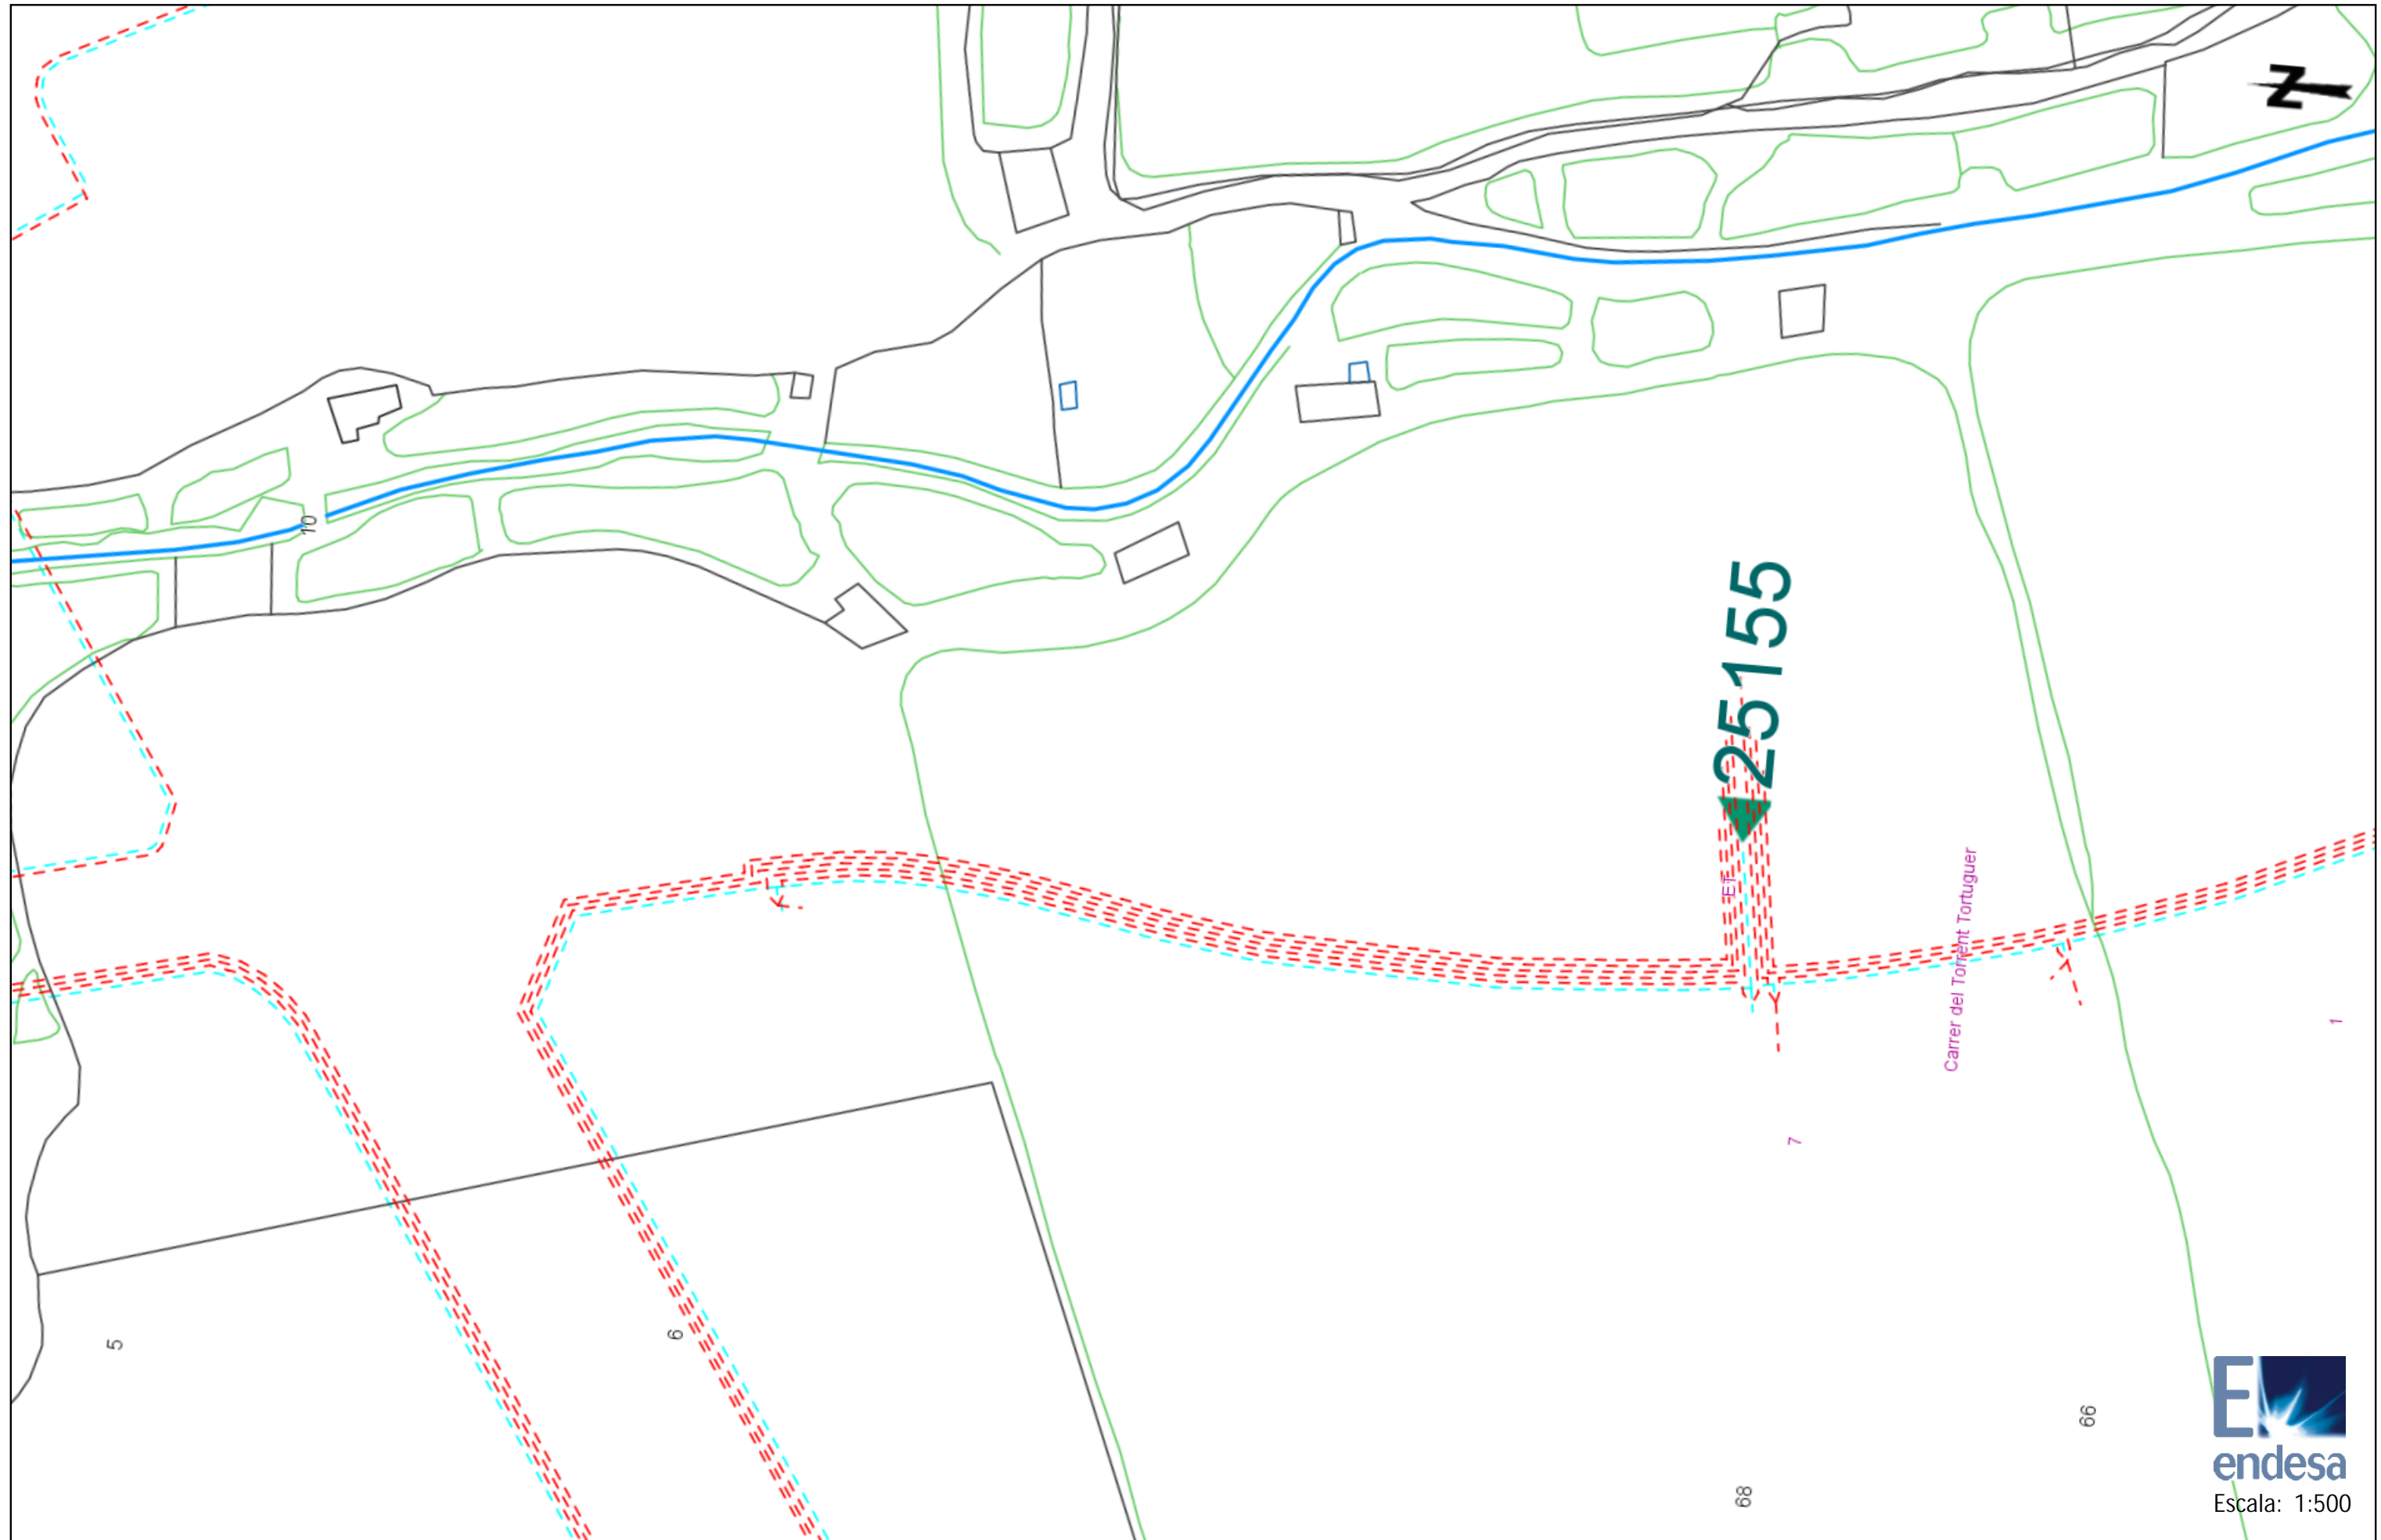 Z
10
25155
ET
Carrer del Torrent Tortuguer
1
7
5
6
66
68
E
endesa
Escala: 1:500